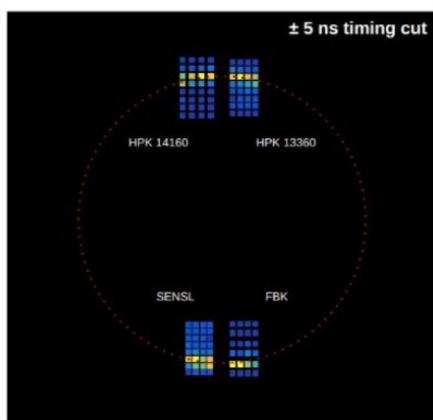 ± 5 ns timing cut
HPK 14160
HPK 13360
SENSL
FBK